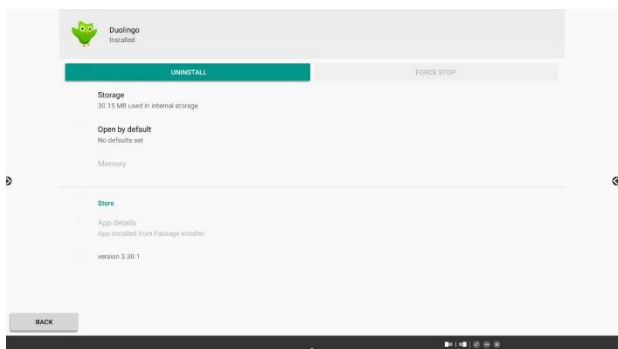 Duolingo
Installed
UNINSTALL
FORCE STOP
Storage
30.15 MB used in internal storage
Open by default
No defaults set
Memory
Store
App details
App installed from Package installer
version 3.30.1
BACK